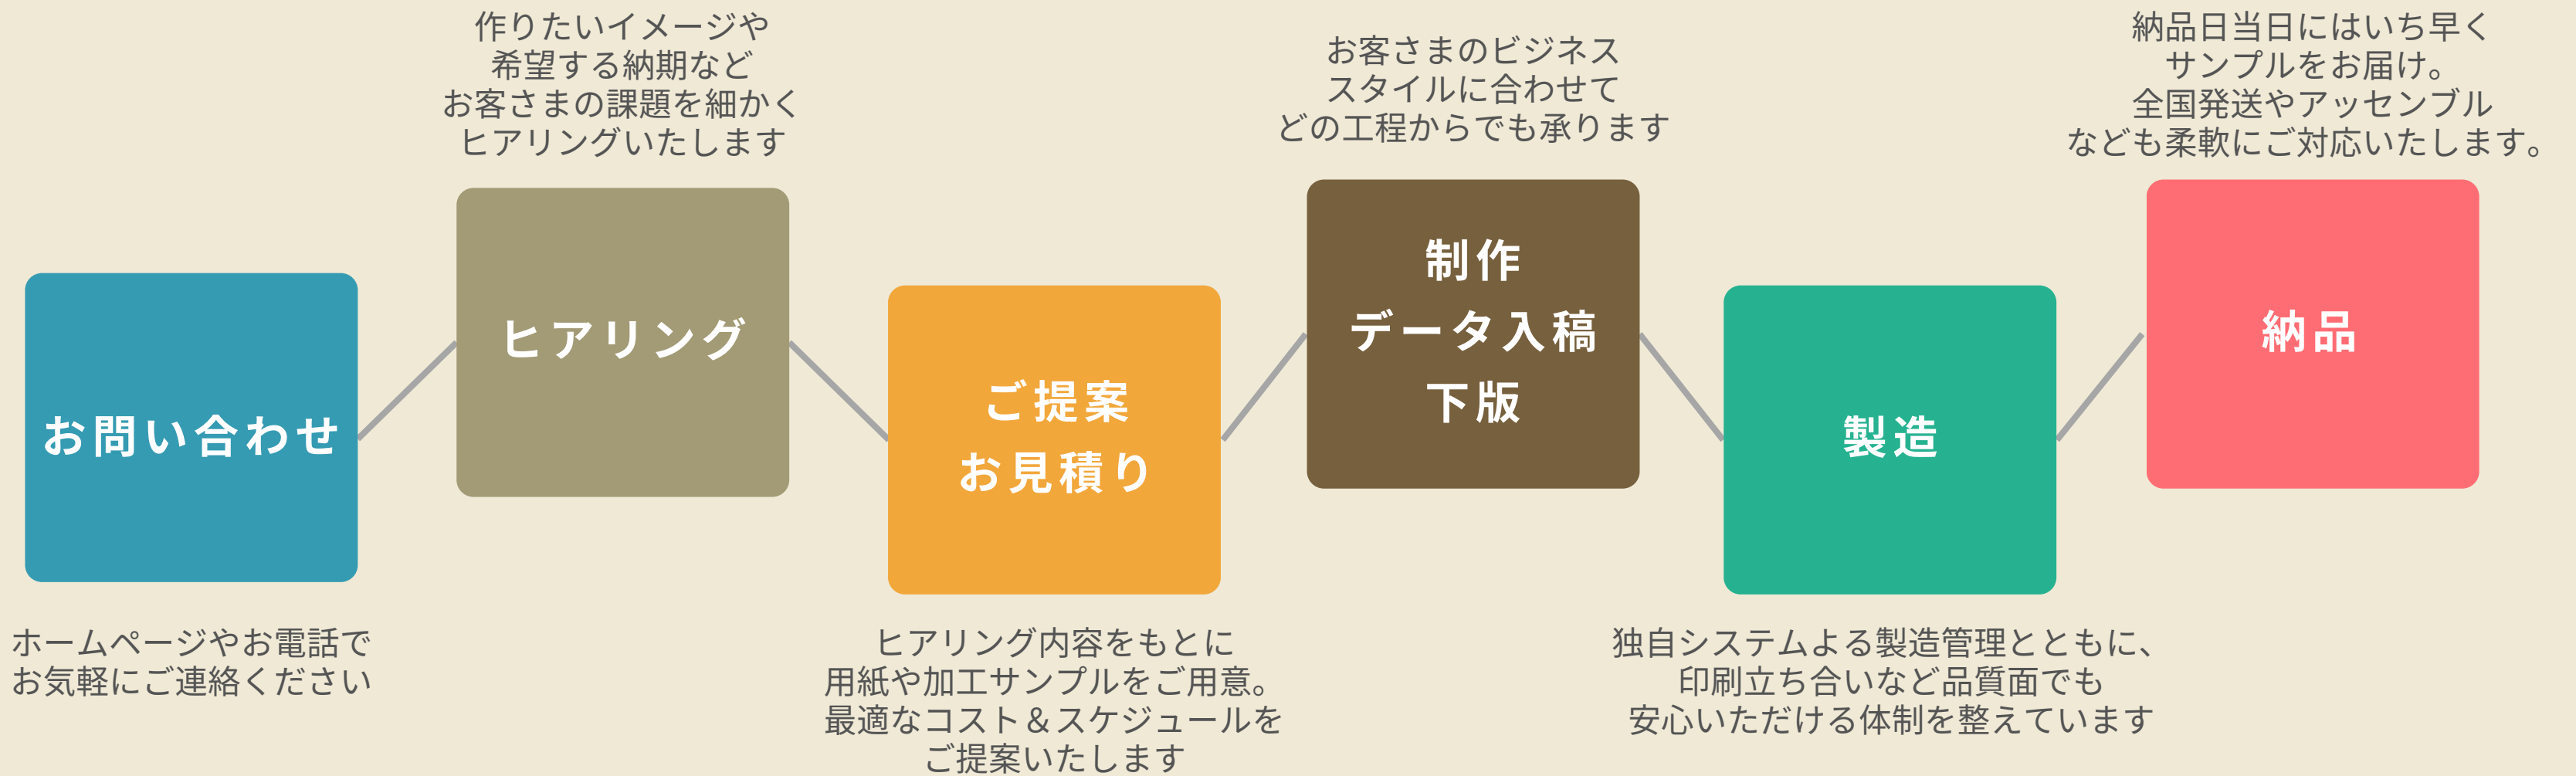 お問い合わせ
ホームページやお電話で
お気軽にご連絡ください
作りたいイメージや
希望する納期など
お客さまの課題を細かく
ヒアリングいたします
ヒアリング
ご提案
お見積り
ヒアリング内容をもとに
用紙や加工サンプルをご用意。
最適なコスト＆スケジュールを
ご提案いたします
お客さまのビジネス
スタイルに合わせて
どの工程からでも承ります
制作
データ入稿
下版
製造
独自システムよる製造管理とともに、
印刷立ち合いなど品質面でも
安心いただける体制を整えています
納品日当日にはいち早く
サンプルをお届け。
全国発送やアッセンブル
なども柔軟にご対応いたします。
納品